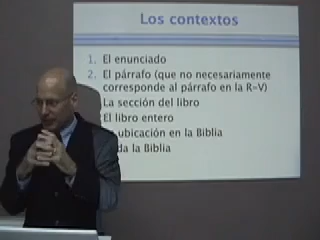 Los contextos
1. El enunciado
2. El párrafo (que no necesariamente
corresponde al párrafo en la R-V)
La sección del libro
El libro entero
ubicación en la Biblia
la Biblia